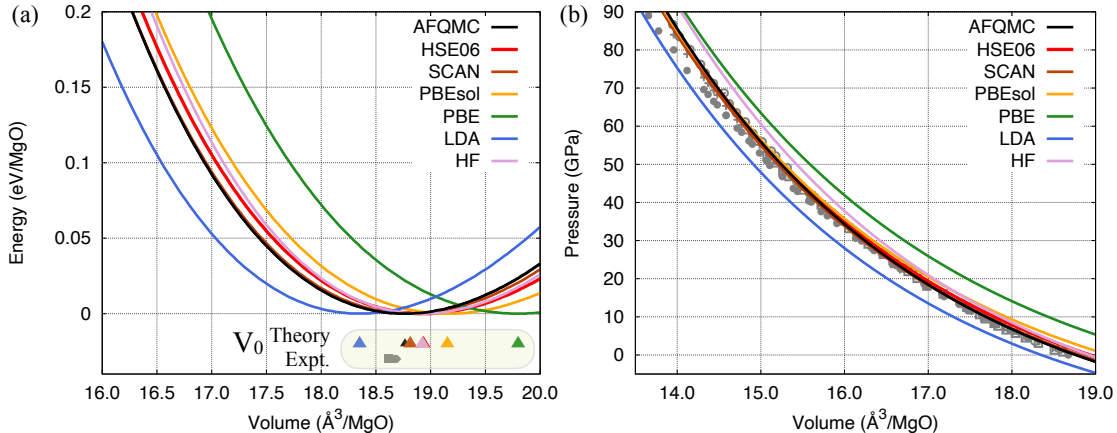 (a)
0.2
0.15
0.1
0.05
0
Energy (eV/MgO)
AFQMC
HSE06
SCAN
PBEsol
PBE
LDA
HF
V0 Theory
Expt.
16.0 16.5 17.0 17.5 18.0 18.5 19.0 19.5 20.0
Volume (Å3/MgO)
(b)
90
80
70
60
50
40
30
20
10
0
Pressure (GPa)
AFQMC
HSE06
SCAN
PBEsol
PBE
LDA
HF
14.0 15.0 16.0 17.0 18.0 19.0
Volume (Å3/MgO)